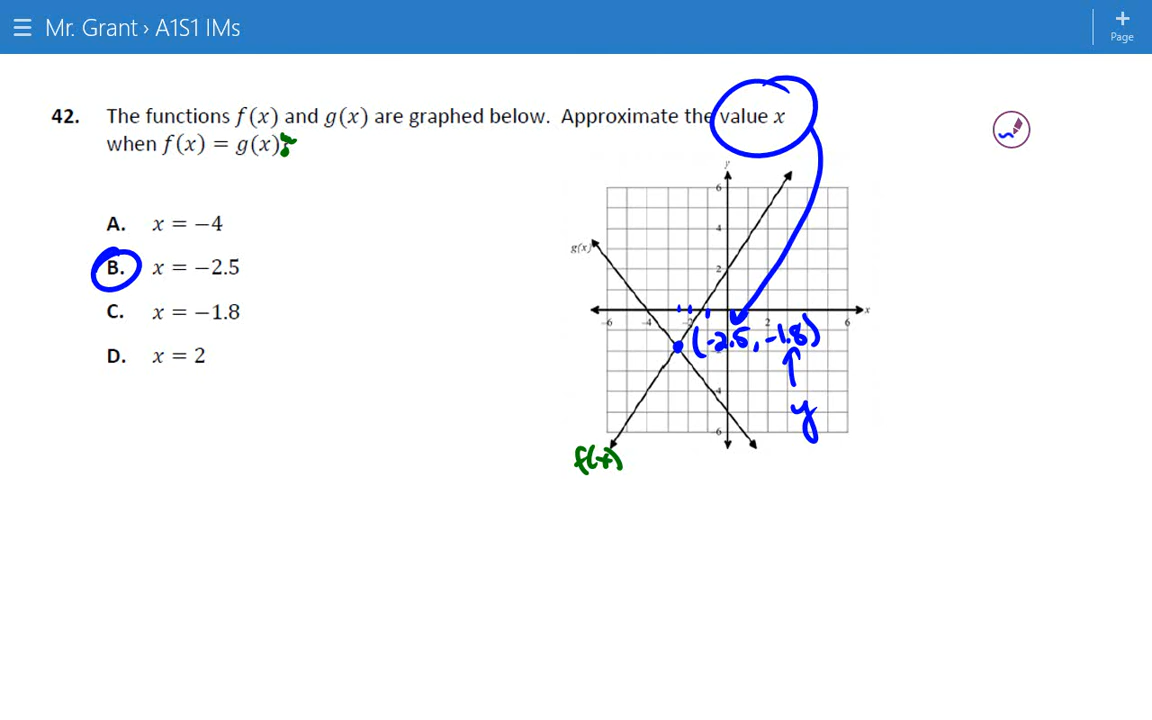 Mr. Grant › A1S1 IMs
+
Page
42. The functions f(x) and g(x) are graphed below. Approximate the value x
when f(x) = g(x)?
A. x = −4
B. x = −2.5
C. x = −1.8
D. x = 2
y
6
4
g(x)
2
x
-6 -4 -2 2 6
(-2.5, -1.8)
-4
y
-6
f(x)